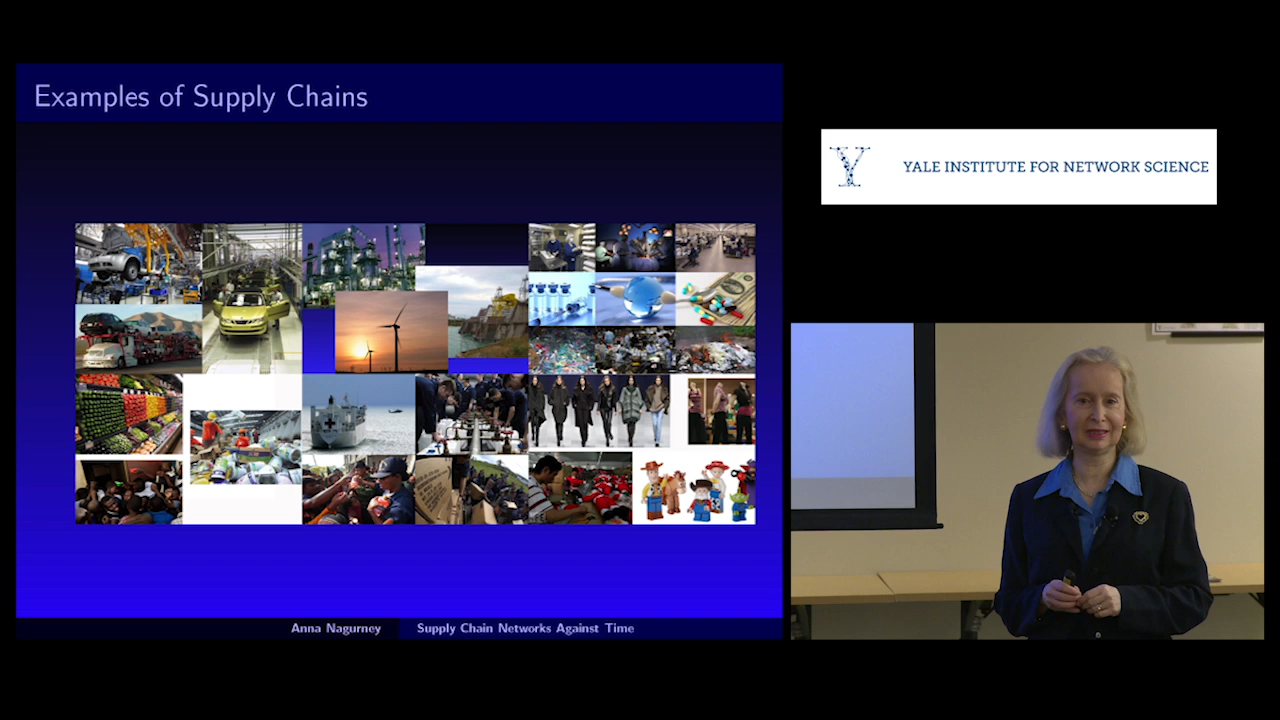 Examples of Supply Chains
YALE INSTITUTE FOR NETWORK SCIENCE
Anna Nagurney
Supply Chain Networks Against Time